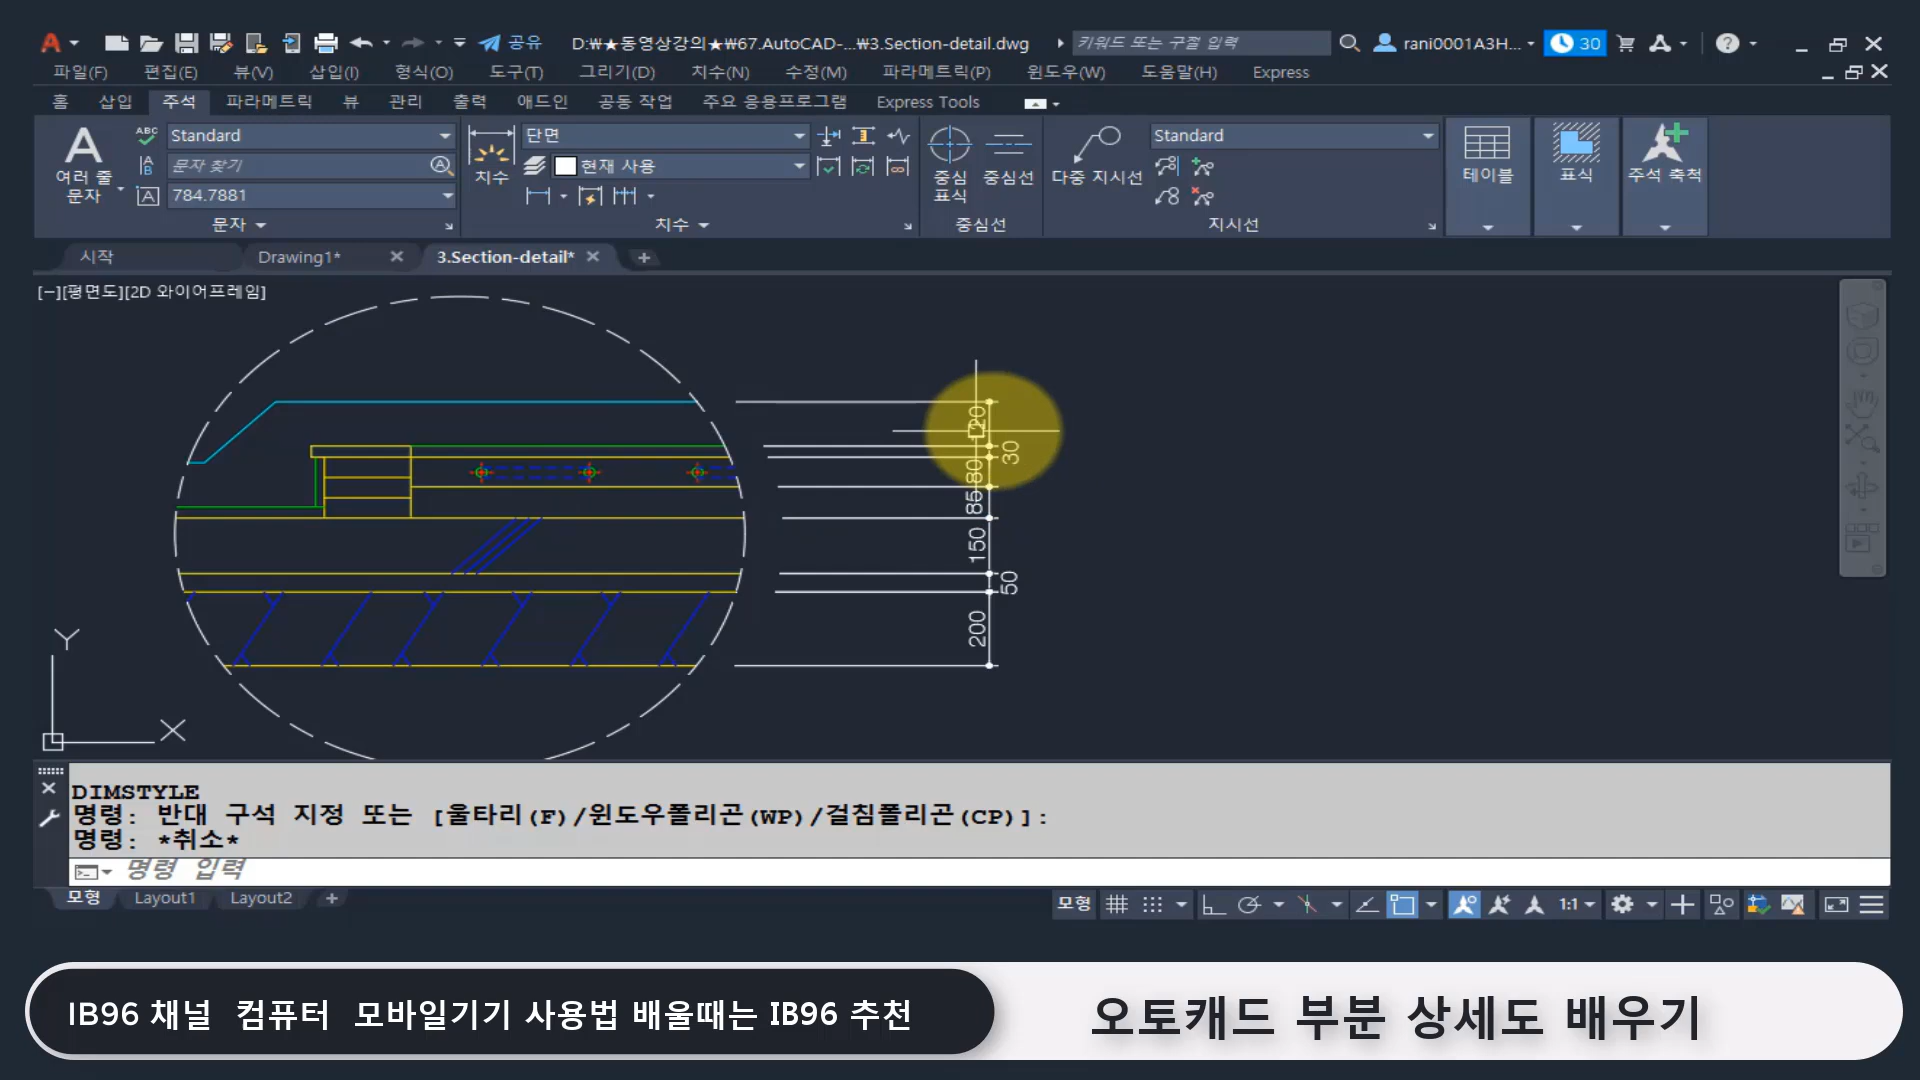 공유
D:₩★동영상강의★₩67.AutoCAD-...₩3.Section-detail.dwg
키워드 또는 구절 입력
rani0001A3H...
30
파일(F) 편집(E) 뷰(V) 삽입(I) 형식(O) 도구(T) 그리기(D) 치수(N) 수정(M) 파라메트릭(P) 윈도우(W) 도움말(H) Express
홈 삽입 주석 파라메트릭 뷰 관리 출력 애드인 공동 작업 주요 응용프로그램 Express Tools
여러 줄
문자
Standard
문자 찾기
784.7881
문자
치수
단면
현재 사용
치수
중심
표식
중심선
중심선
다중 지시선
Standard
지시선
테이블
표식
주석 축척
시작
Drawing1*
3.Section-detail*
[−][평면도][2D 와이어프레임]
30
80
85
150
50
200
Y
X
DIMSTYLE
명령: 반대 구석 지정 또는 [울타리(F)/윈도우폴리곤(WP)/걸침폴리곤(CP)]:
명령: *취소*
명령 입력
모형 Layout1 Layout2
모형
1:1
IB96 채널 컴퓨터 모바일기기 사용법 배울때는 IB96 추천
오토캐드 부분 상세도 배우기